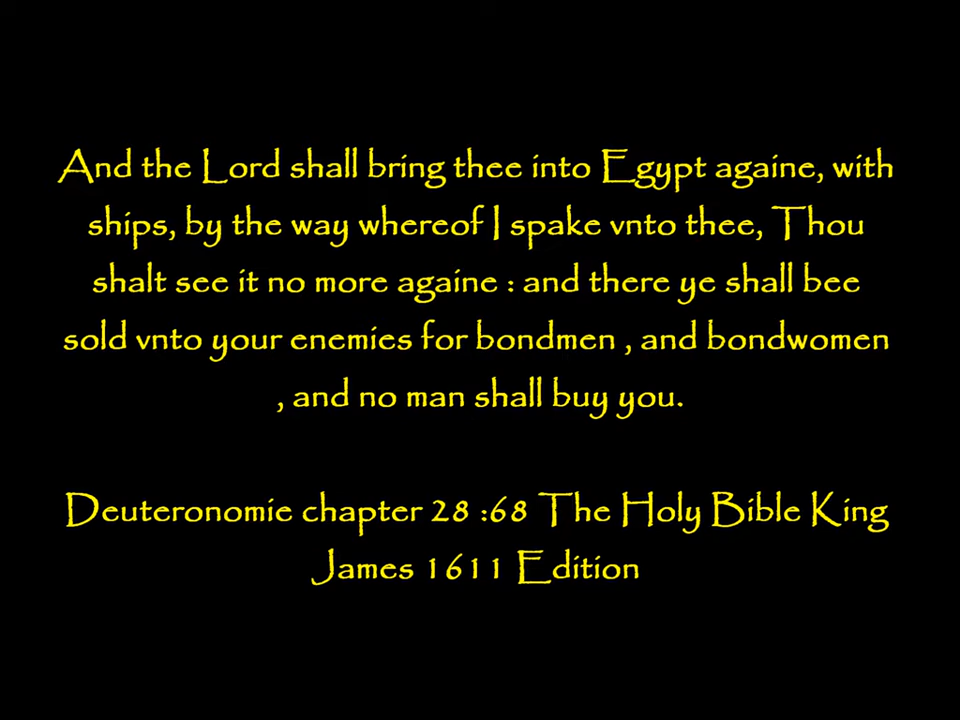 And the Lord shall bring thee into Egypt againe, with
ships, by the way whereof I spake vnto thee, Thou
shalt see it no more againe : and there ye shall bee
sold vnto your enemies for bondmen , and bondwomen
, and no man shall buy you.
Deuteronomie chapter 28 :68 The Holy Bible King
James 1611 Edition